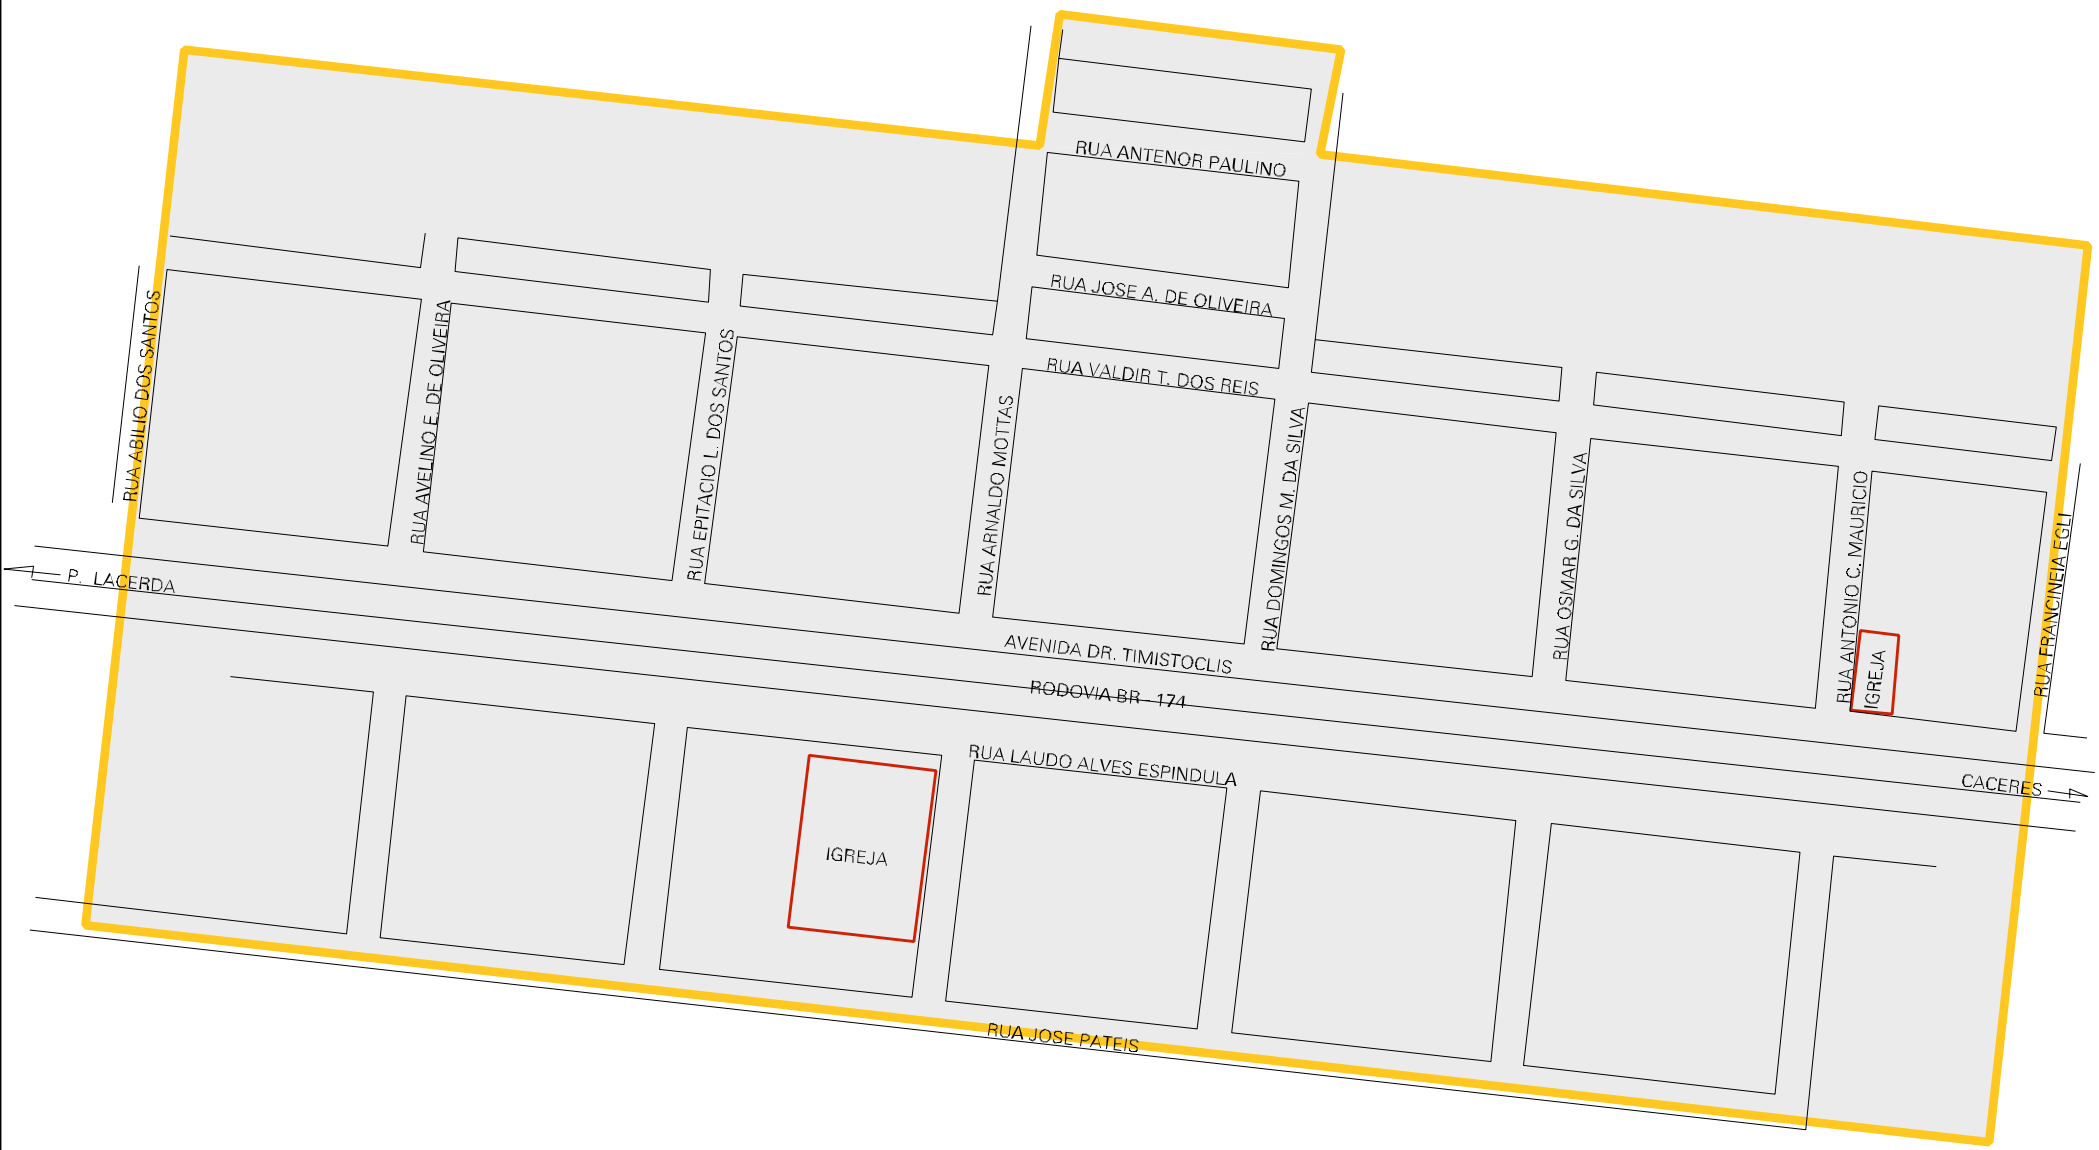 RUA ANTENOR PAULINO
RUA JOSE A. DE OLIVEIRA
RUA VALDIR T. DOS REIS
RUA ABILIO DOS SANTOS
RUA AVELINO E. DE OLIVEIRA
RUA EPITACIO L. DOS SANTOS
RUA ARNALDO MOTTAS
RUA DOMINGOS M. DA SILVA
RUA OSMAR G. DA SILVA
RUA ANTONIO C. MAURICIO
RUA FRANCINEIA EGLI
IGREJA
P. LACERDA
AVENIDA DR. TIMISTOCLIS
RODOVIA BR - 174
CACERES
RUA LAUDO ALVES ESPINDULA
IGREJA
RUA JOSE PATEIS